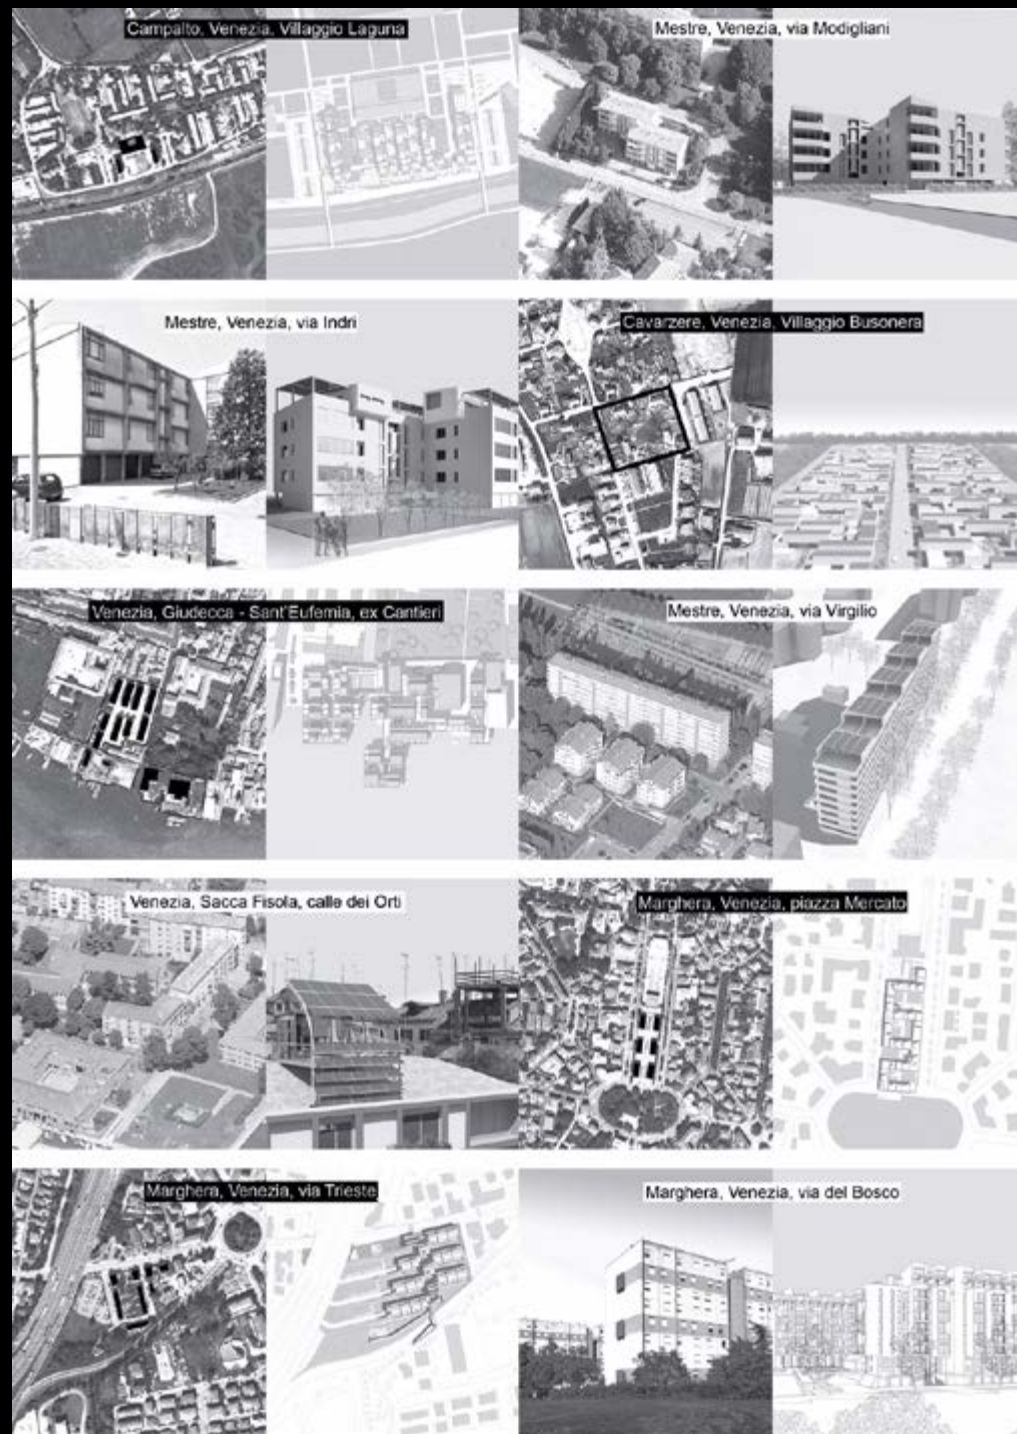 Campalto, Venezia, Villaggio Laguna
Mestre, Venezia, via Modigliani
Mestre, Venezia, via Indri
Cavarzere, Venezia, Villaggio Busonera
Venezia, Giudecca - Sant'Eufemia, ex Cantieri
Mestre, Venezia, via Virgilio
Venezia, Sacca Fisola, calle dei Orti
Marghera, Venezia, piazza Mercato
Marghera, Venezia, via Trieste
Marghera, Venezia, via del Bosco